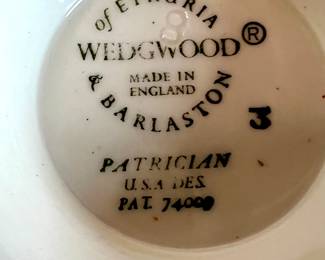 of ETRURIA
WEDGWOOD®
MADE IN
ENGLAND
& BARLASTON
3
PATRICIAN
U.S.A DES.
PAT. 74009